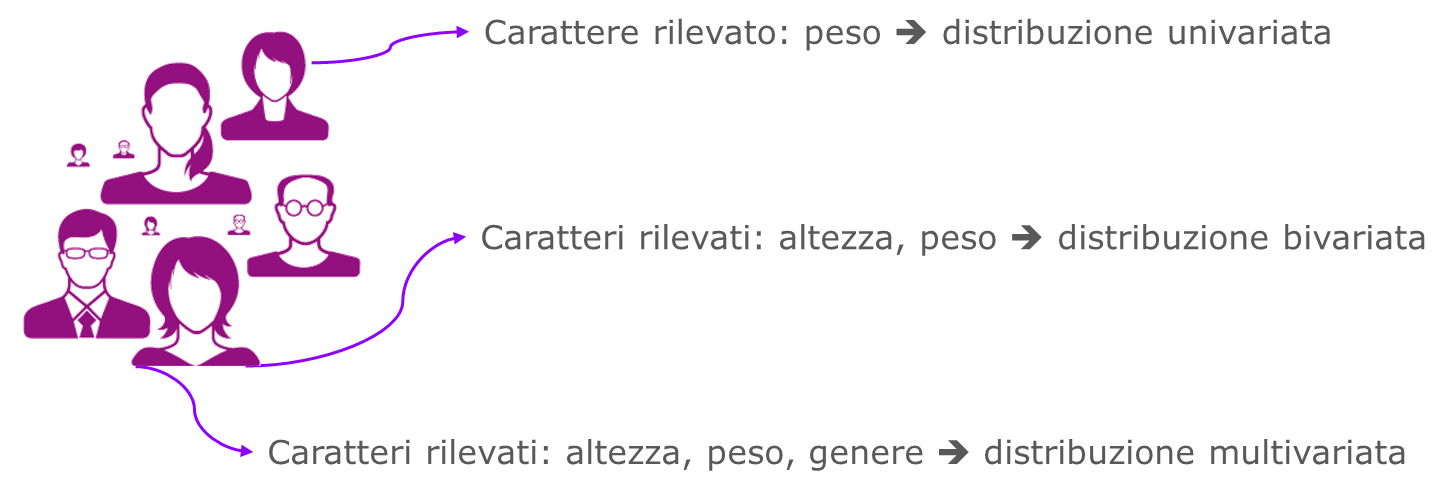 Carattere rilevato: peso 🡺 distribuzione univariata
Caratteri rilevati: altezza, peso 🡺 distribuzione bivariata
Caratteri rilevati: altezza, peso, genere 🡺 distribuzione multivariata